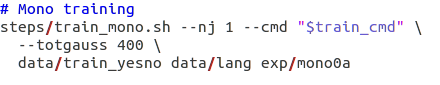 # Mono training
steps/train_mono.sh --nj 1 --cmd "$train_cmd" \
--totgauss 400 \
data/train_yesno data/lang exp/mono0a